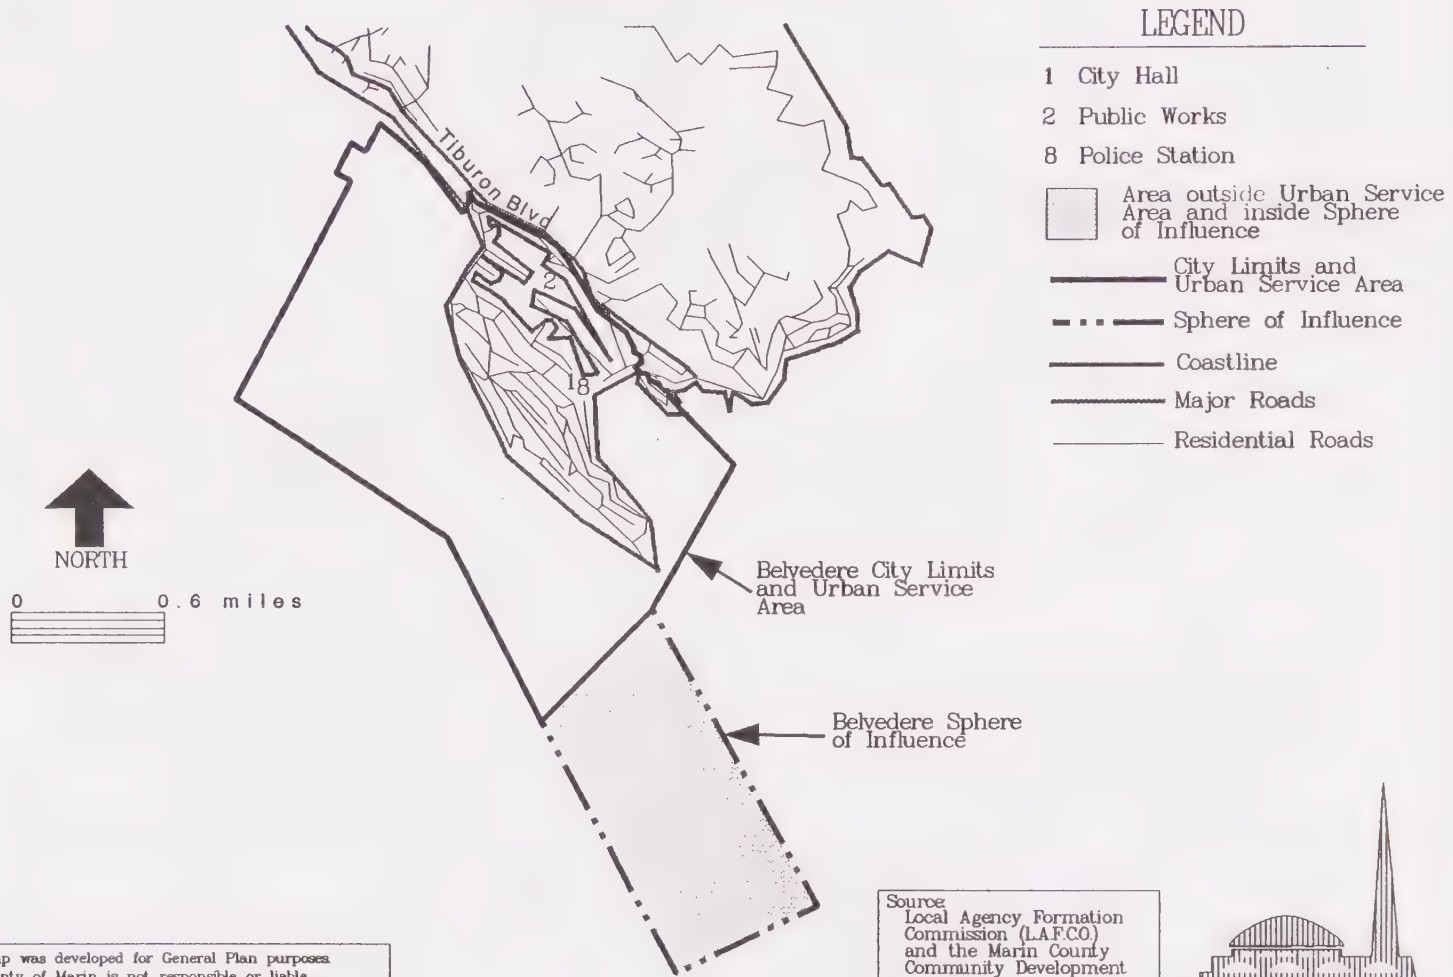 LEGEND
1 City Hall
2 Public Works
8 Police Station
Area outside Urban Service
Area and inside Sphere
of Influence
City Limits and
Urban Service Area
Sphere of Influence
Coastline
Major Roads
Residential Roads
Tiburon Blvd
2
18
NORTH
0 0.6 miles
Belvedere City Limits
and Urban Service
Area
Belvedere Sphere
of Influence
Source
Local Agency Formation
Commission (L.A.F.C.O.)
and the Marin County
Community Development
was developed for General Plan purposes.
of Marin is not responsible or liable